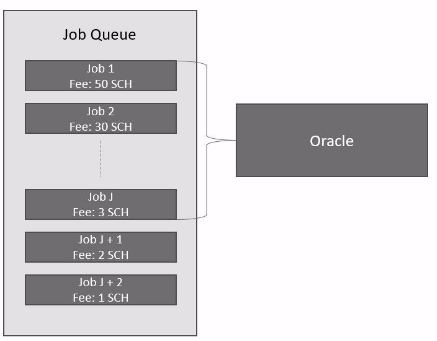 Job Queue
Job 1
Fee: 50 SCH
Job 2
Fee: 30 SCH
Job J
Fee: 3 SCH
Job J + 1
Fee: 2 SCH
Job J + 2
Fee: 1 SCH
Oracle